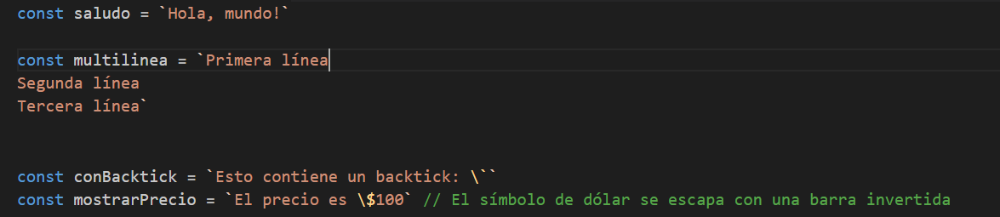 const saludo = `Hola, mundo!`
const multilinea = `Primera línea
Segunda línea
Tercera línea`
const conBacktick = `Esto contiene un backtick: \``
const mostrarPrecio = `El precio es \$100` // El símbolo de dólar se escapa con una barra invertida